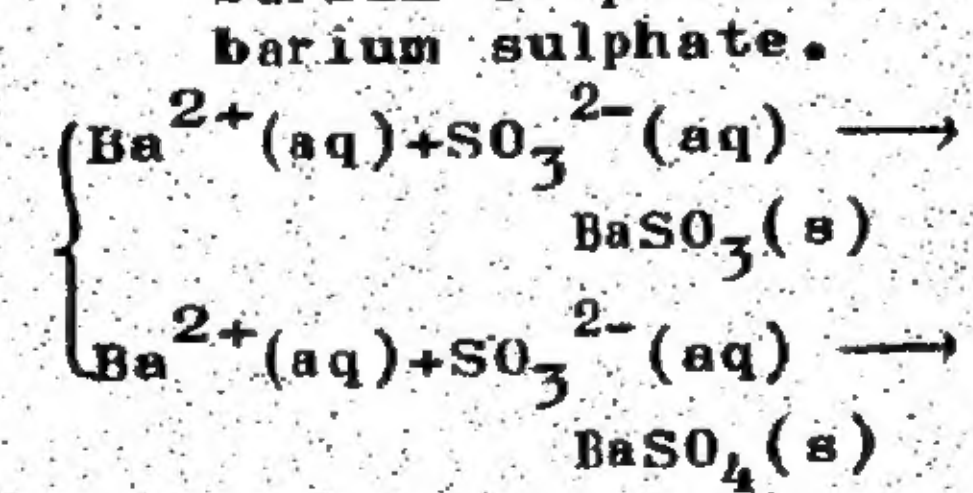 barium sulphate.
Ba²⁺(aq)+SO₃²⁻(aq) ⟶
BaSO₃(s)
Ba²⁺(aq)+SO₃²⁻(aq) ⟶
BaSO₄(s)